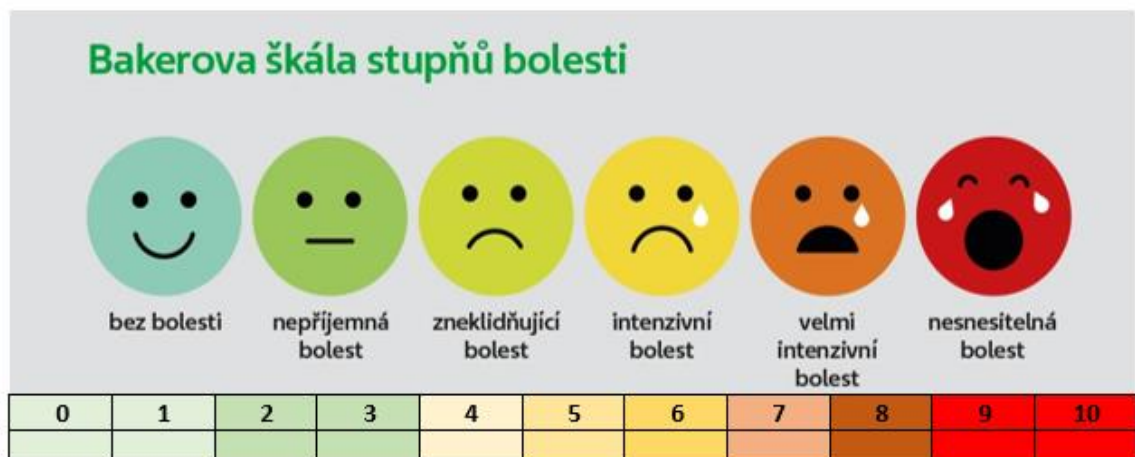 Bakerova škála stupňů bolesti
bez bolesti
nepříjemná
bolest
zneklidňující
bolest
intenzivní
bolest
velmi
intenzivní
bolest
nesnesitelná
bolest
0 1 2 3 4 5 6 7 8 9 10